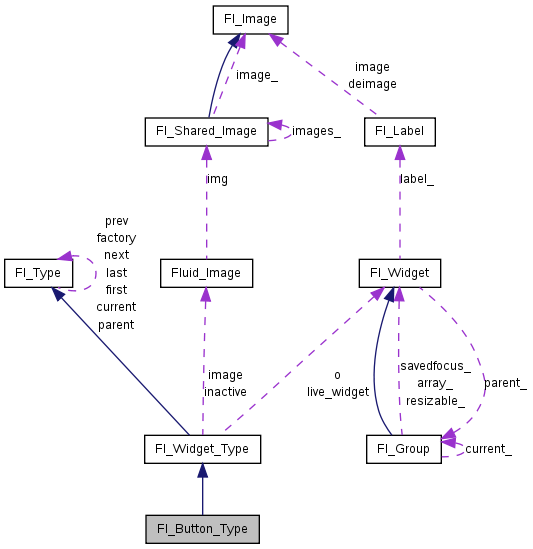 Fl_Image
image_
image
deimage
Fl_Shared_Image
images_
Fl_Label
img
label_
prev
factory
next
last
first
current
parent
Fl_Type
Fluid_Image
Fl_Widget
image
inactive
o
live_widget
savedfocus_
array_
resizable_
parent_
Fl_Widget_Type
Fl_Group
current_
Fl_Button_Type